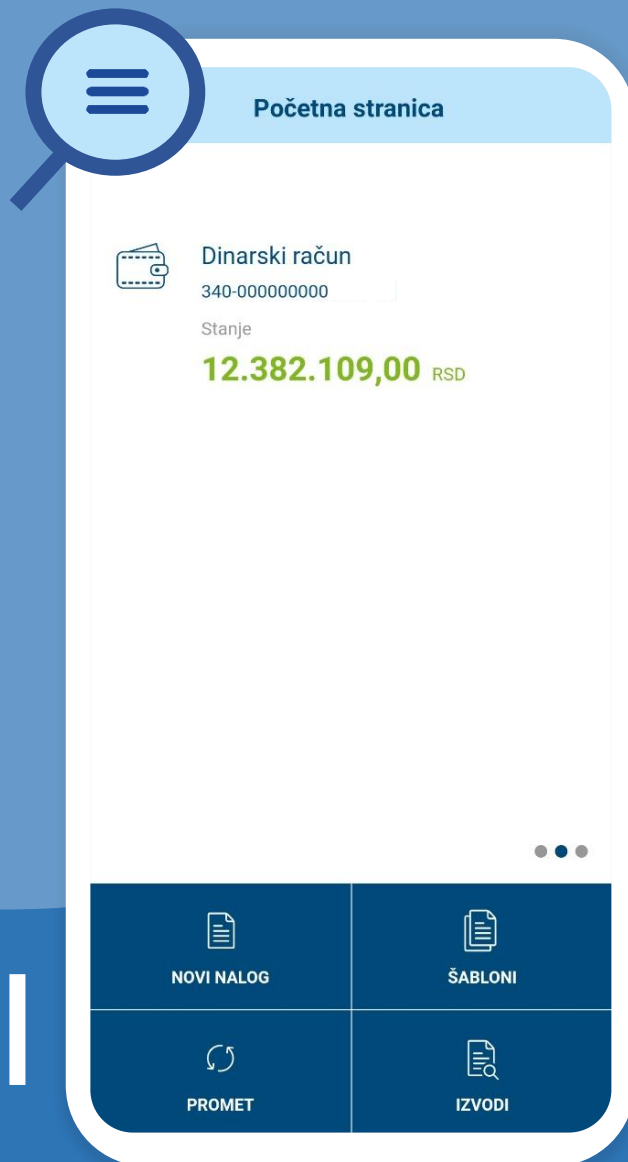 Početna stranica
Dinarski račun
340-000000000
Stanje
12.382.109,00 RSD
NOVI NALOG
ŠABLONI
PROMET
IZVODI